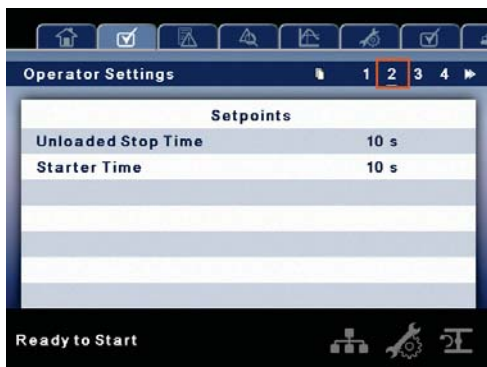 Operator Settings 1 2 3 4
Setpoints
Unloaded Stop Time 10 s
Starter Time 10 s
Ready to Start